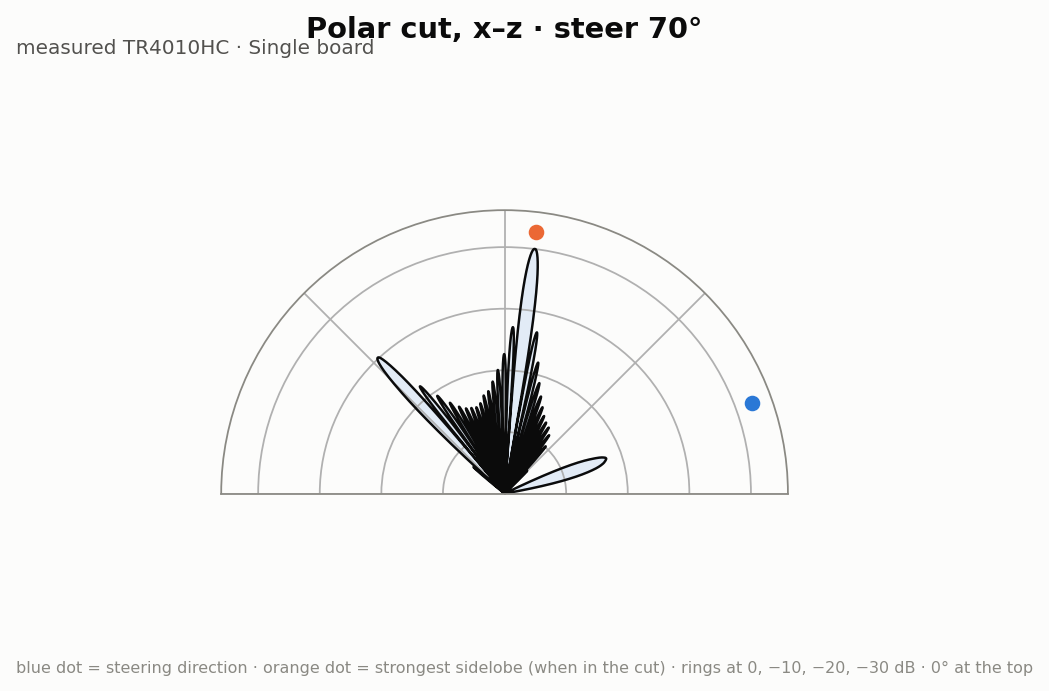 Polar cut, x–z · steer 70°
measured TR4010HC · Single board
blue dot = steering direction · orange dot = strongest sidelobe (when in the cut) · rings at 0, −10, −20, −30 dB · 0° at the top